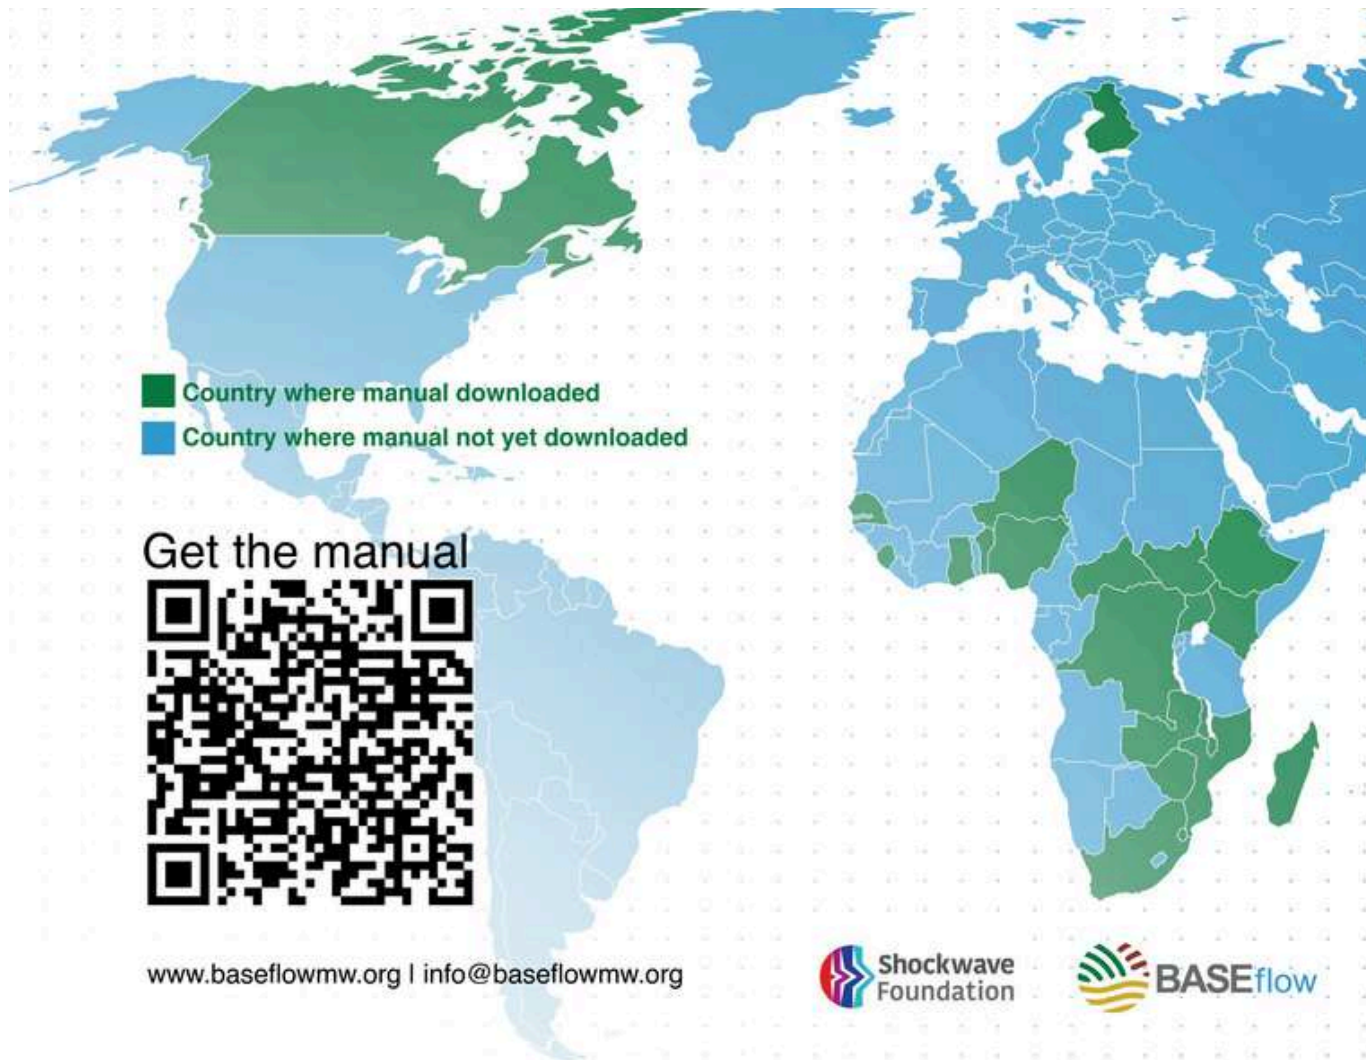 Country where manual downloaded
Country where manual not yet downloaded
Get the manual
www.baseflowmw.org | info@baseflowmw.org
Shockwave
Foundation
BASEflow